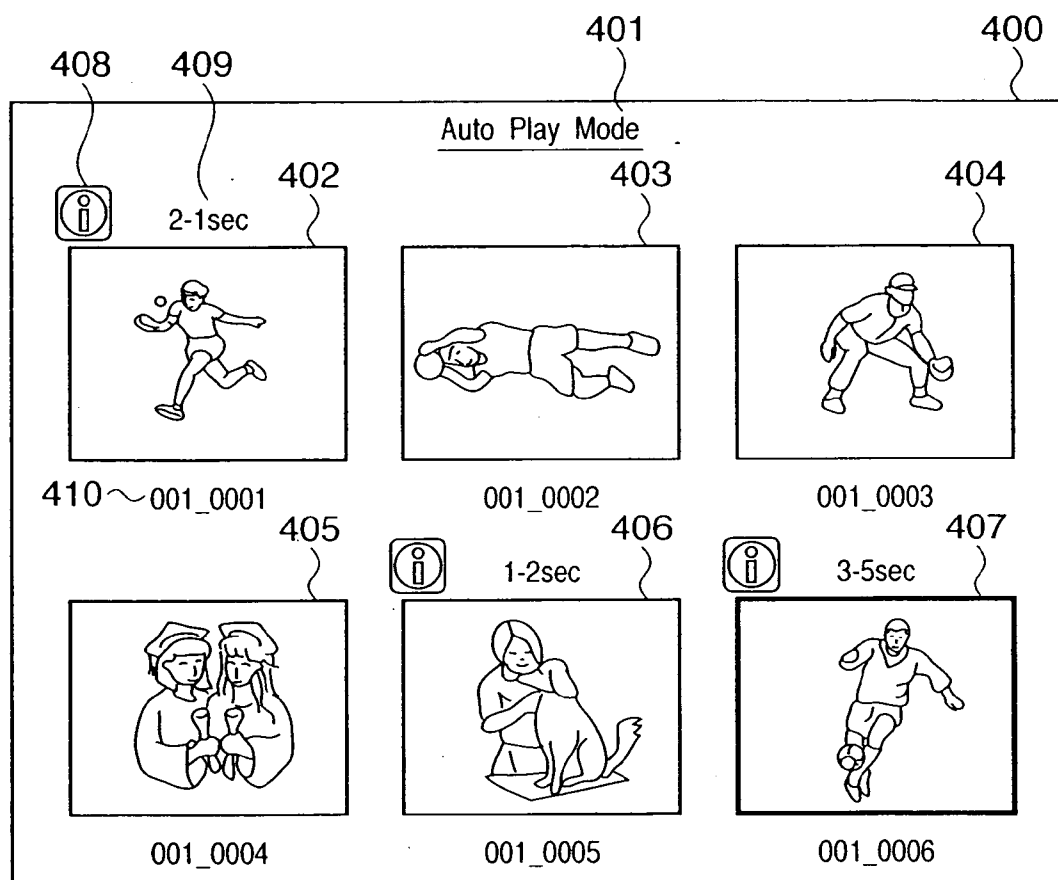 401 400
408 409
Auto Play Mode
402 403 404
i 2-1sec
410 001_0001 001_0002 001_0003
405 406 407
i 1-2sec i 3-5sec
001_0004 001_0005 001_0006